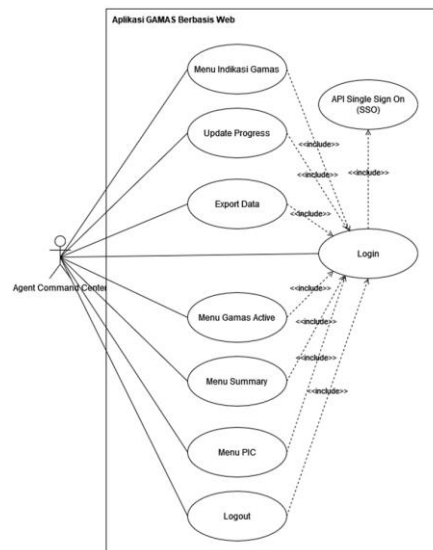 Aplikasi GAMAS Berbasis Web
Menu Indikasi Gamas
API Single Sign On
(SSO)
Update Progress
<<include>>
<<include>>
<<include>>
Export Data
<<include>>
Login
Agent Command Center
<<include>>
Menu Gamas Active
<<include>>
Menu Summary
<<include>>
<<include>>
Menu PIC
Logout